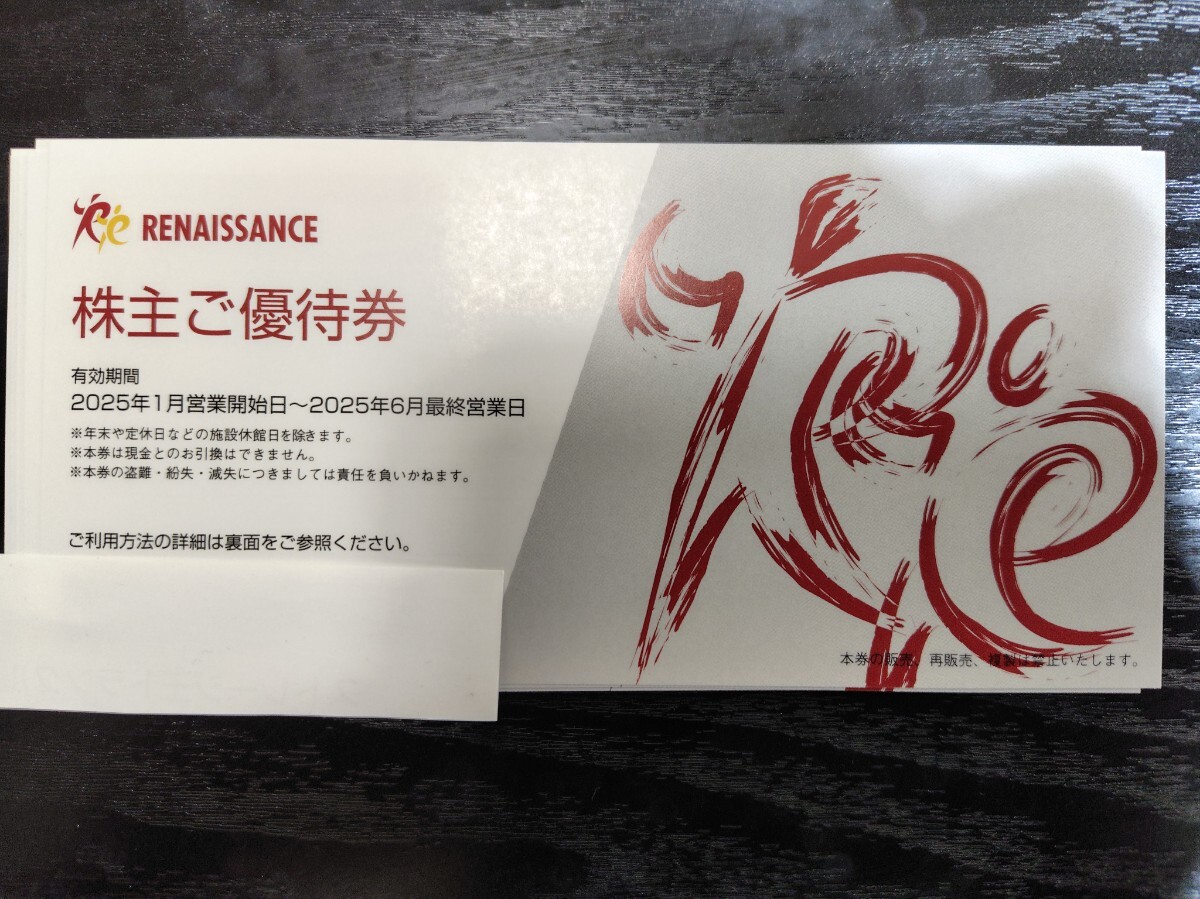 Re RENAISSANCE
株主ご優待券
有効期間
2025年1月営業開始日～2025年6月最終営業日
※年末や定休日などの施設休館日を除きます。
※本券は現金とのお引換はできません。
※本券の盗難・紛失・滅失につきましては責任を負いかねます。
ご利用方法の詳細は裏面をご参照ください。
Re
本券の販売、再販売、複製は禁止いたします。